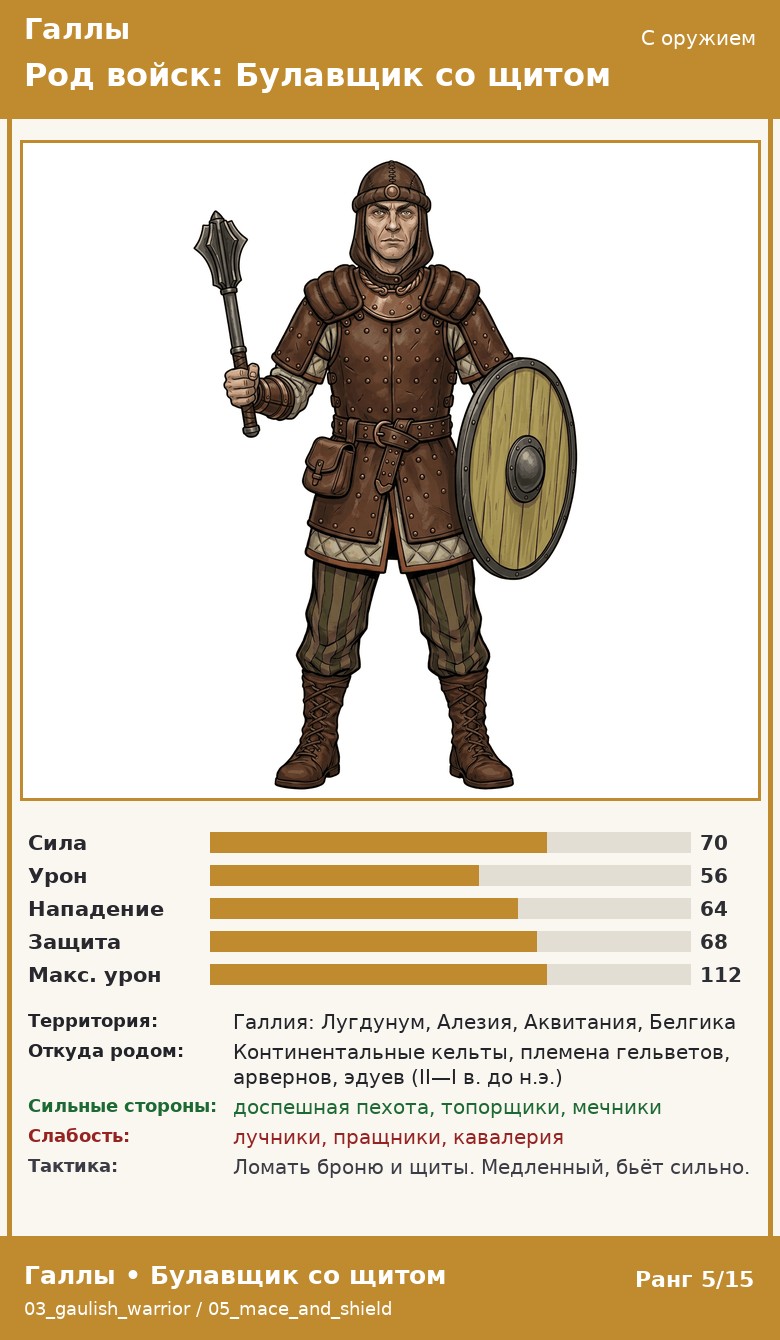 Галлы
С оружием
Род войск: Булавщик со щитом
Сила 70
Урон 56
Нападение 64
Защита 68
Макс. урон 112
Территория: Галлия: Лугдунум, Алезия, Аквитания, Белгика
Откуда родом: Континентальные кельты, племена гельветов,
арвернов, эдуев (II—I в. до н.э.)
Сильные стороны: доспешная пехота, топорщики, мечники
Слабость: лучники, пращники, кавалерия
Тактика: Ломать броню и щиты. Медленный, бьёт сильно.
Галлы • Булавщик со щитом
Ранг 5/15
03_gaulish_warrior / 05_mace_and_shield